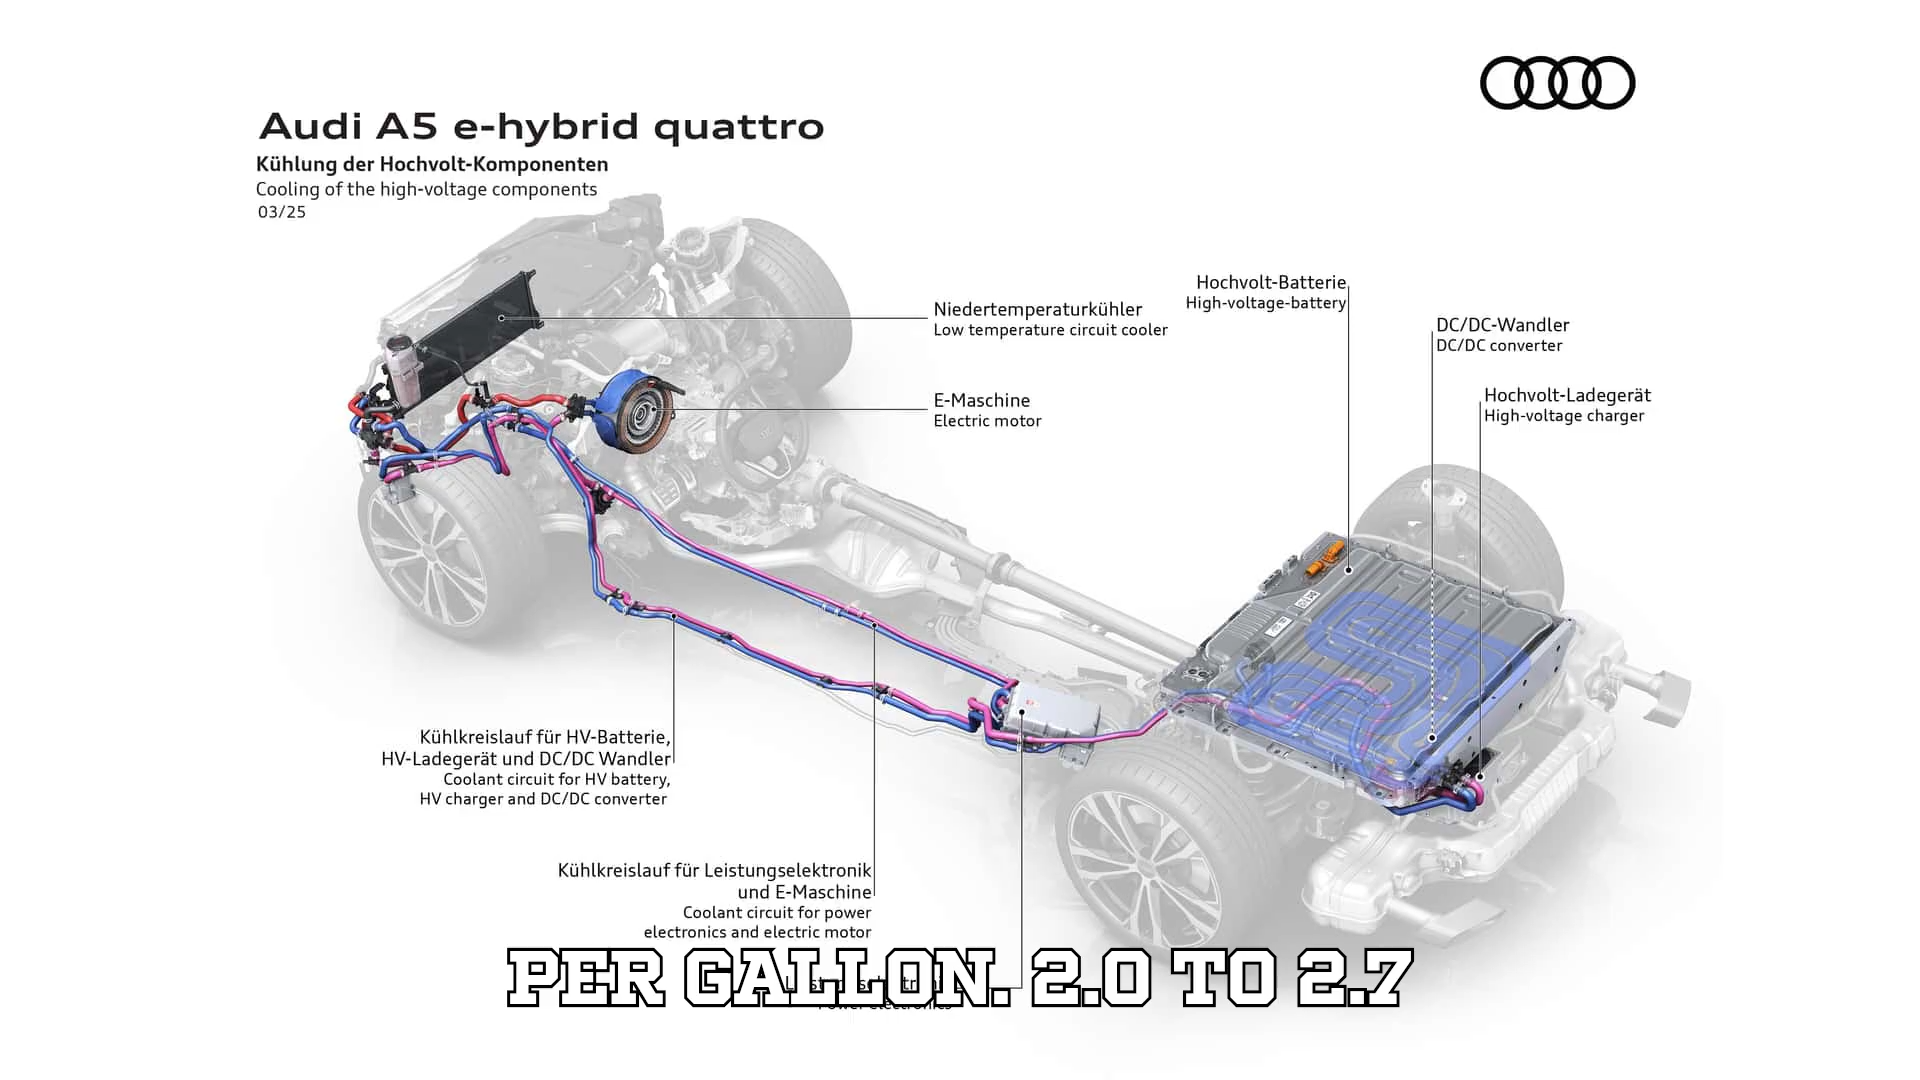 Audi A5 e-hybrid quattro
Kühlung der Hochvolt-Komponenten
Cooling of the high-voltage components
03/25
Niedertemperaturkühler
Low temperature circuit cooler
E-Maschine
Electric motor
Hochvolt-Batterie
High-voltage-battery
DC/DC-Wandler
DC/DC converter
Hochvolt-Ladegerät
High-voltage charger
Kühlkreislauf für HV-Batterie,
HV-Ladegerät und DC/DC Wandler
Coolant circuit for HV battery,
HV charger and DC/DC converter
Kühlkreislauf für Leistungselektronik
und E-Maschine
Coolant circuit for power
electronics and electric motor
Power electronics
PER GALLON. 2.0 TO 2.7